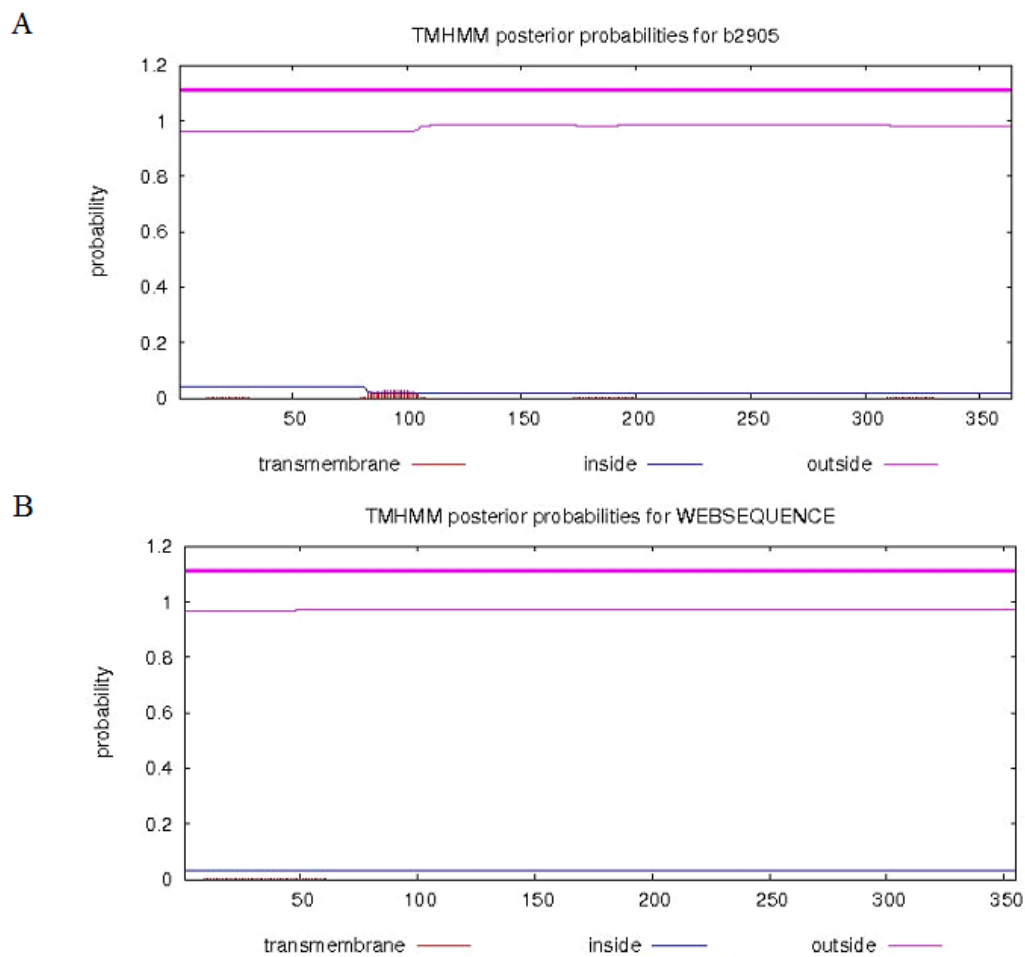 A
TMHMM posterior probabilities for b2905
1.2
1
0.8
0.6
0.4
0.2
0
probability
50 100 150 200 250 300 350
transmembrane inside outside
B
TMHMM posterior probabilities for WEBSEQUENCE
1.2
1
0.8
0.6
0.4
0.2
0
probability
50 100 150 200 250 300 350
transmembrane inside outside